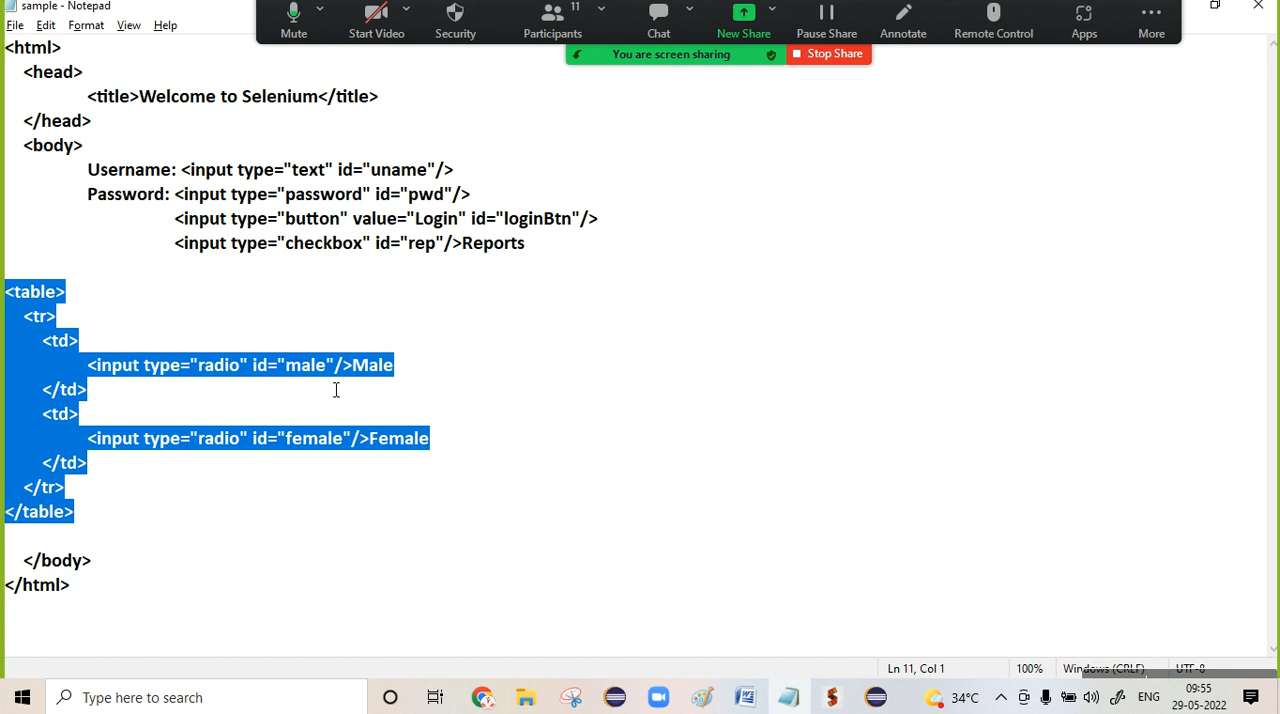 sample - Notepad
File Edit Format View Help
Mute Start Video Security Participants 11 Chat New Share Pause Share Annotate Remote Control Apps More
You are screen sharing Stop Share
<html>
<head>
<title>Welcome to Selenium</title>
</head>
<body>
Username: <input type="text" id="uname"/>
Password: <input type="password" id="pwd"/>
<input type="button" value="Login" id="loginBtn"/>
<input type="checkbox" id="rep"/>Reports
<table>
<tr>
<td>
<input type="radio" id="male"/>Male
</td>
<td>
<input type="radio" id="female"/>Female
</td>
</tr>
</table>
</body>
</html>
Ln 11, Col 1 100% Windows (CRLF) UTF-8
Type here to search 34°C ENG 09:55
29-05-2022